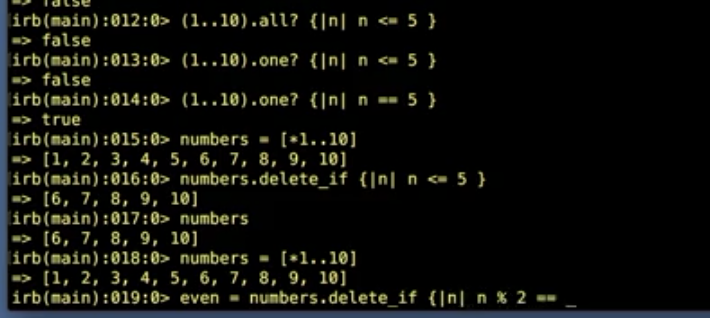 => false
irb(main):012:0> (1..10).all? {|n| n <= 5 }
=> false
irb(main):013:0> (1..10).one? {|n| n <= 5 }
=> false
irb(main):014:0> (1..10).one? {|n| n == 5 }
=> true
irb(main):015:0> numbers = [*1..10]
=> [1, 2, 3, 4, 5, 6, 7, 8, 9, 10]
irb(main):016:0> numbers.delete_if {|n| n <= 5 }
=> [6, 7, 8, 9, 10]
irb(main):017:0> numbers
=> [6, 7, 8, 9, 10]
irb(main):018:0> numbers = [*1..10]
=> [1, 2, 3, 4, 5, 6, 7, 8, 9, 10]
irb(main):019:0> even = numbers.delete_if {|n| n % 2 == _